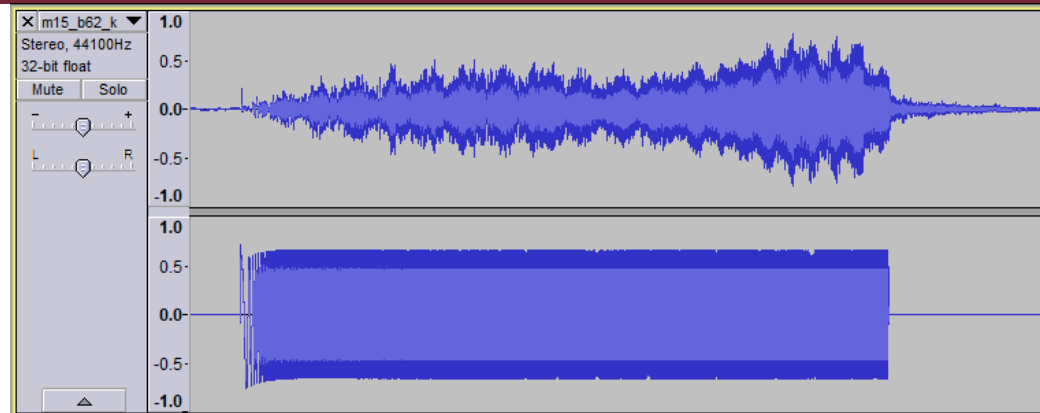 m15_b62_k
Stereo, 44100Hz
32-bit float
Mute Solo
- +
L R
1.0
0.5-
0.0-
-0.5-
-1.0
1.0
0.5-
0.0-
-0.5-
-1.0